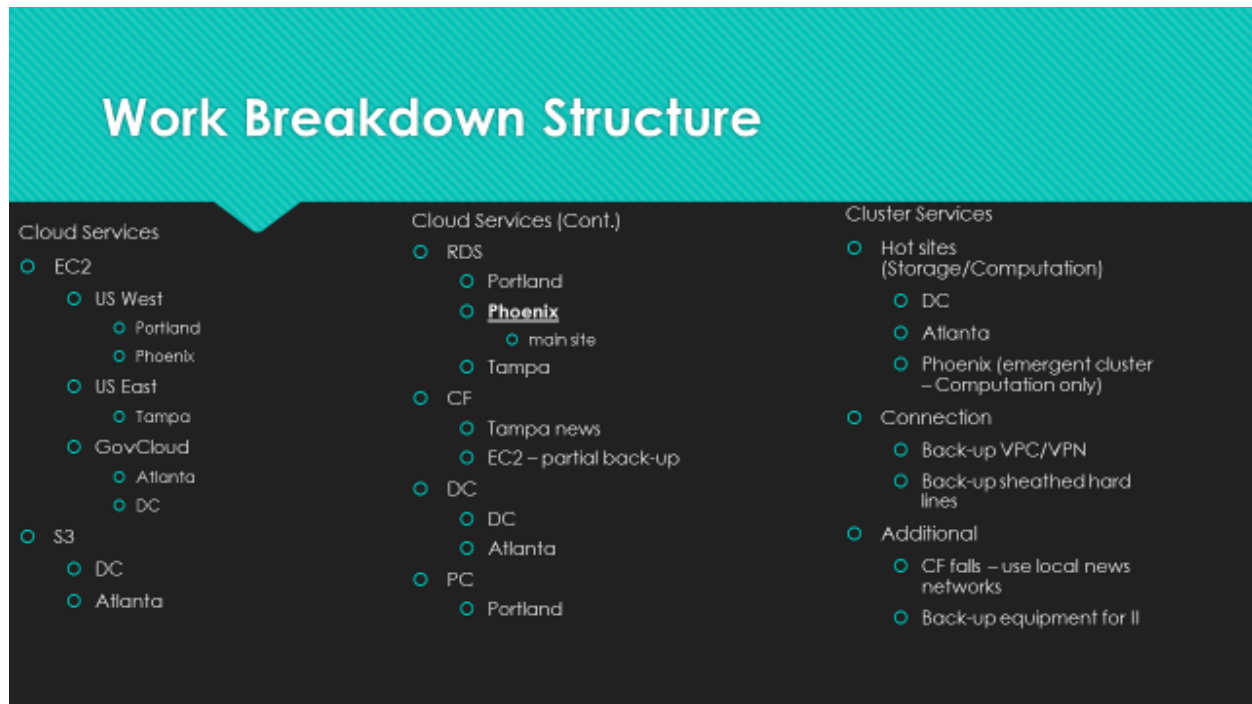 Work Breakdown Structure
Cloud Services
EC2
US West
Portland
Phoenix
US East
Tampa
GovCloud
Atlanta
DC
S3
DC
Atlanta
Cloud Services (Cont.)
RDS
Portland
Phoenix
main site
Tampa
CF
Tampa news
EC2 – partial back-up
DC
DC
Atlanta
PC
Portland
Cluster Services
Hot sites
(Storage/Computation)
DC
Atlanta
Phoenix (emergent cluster
– Computation only)
Connection
Back-up VPC/VPN
Back-up sheathed hard
lines
Additional
CF falls – use local news
networks
Back-up equipment for II